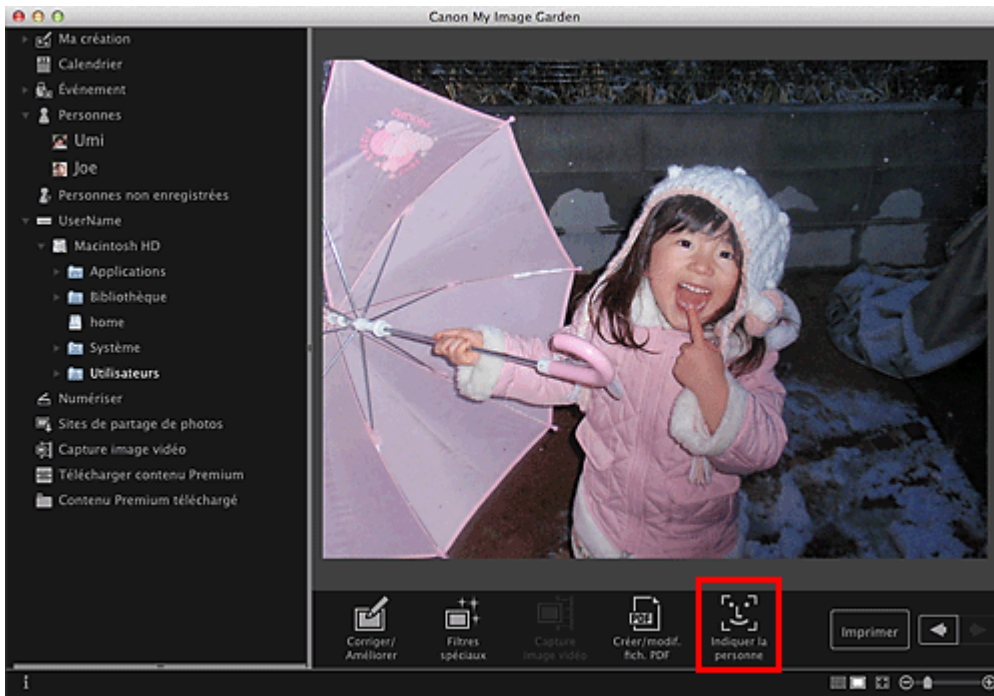 Canon My Image Garden
Ma création
Calendrier
Événement
Personnes
Umi
Joe
Personnes non enregistrées
UserName
Macintosh HD
Applications
Bibliothèque
home
Système
Utilisateurs
Numériser
Sites de partage de photos
Capture image vidéo
Télécharger contenu Premium
Contenu Premium téléchargé
Corriger/
Améliorer
Filtres
spéciaux
Capture
image vidéo
PDF
Créer/modif.
fich. PDF
Indiquer la
personne
Imprimer
i